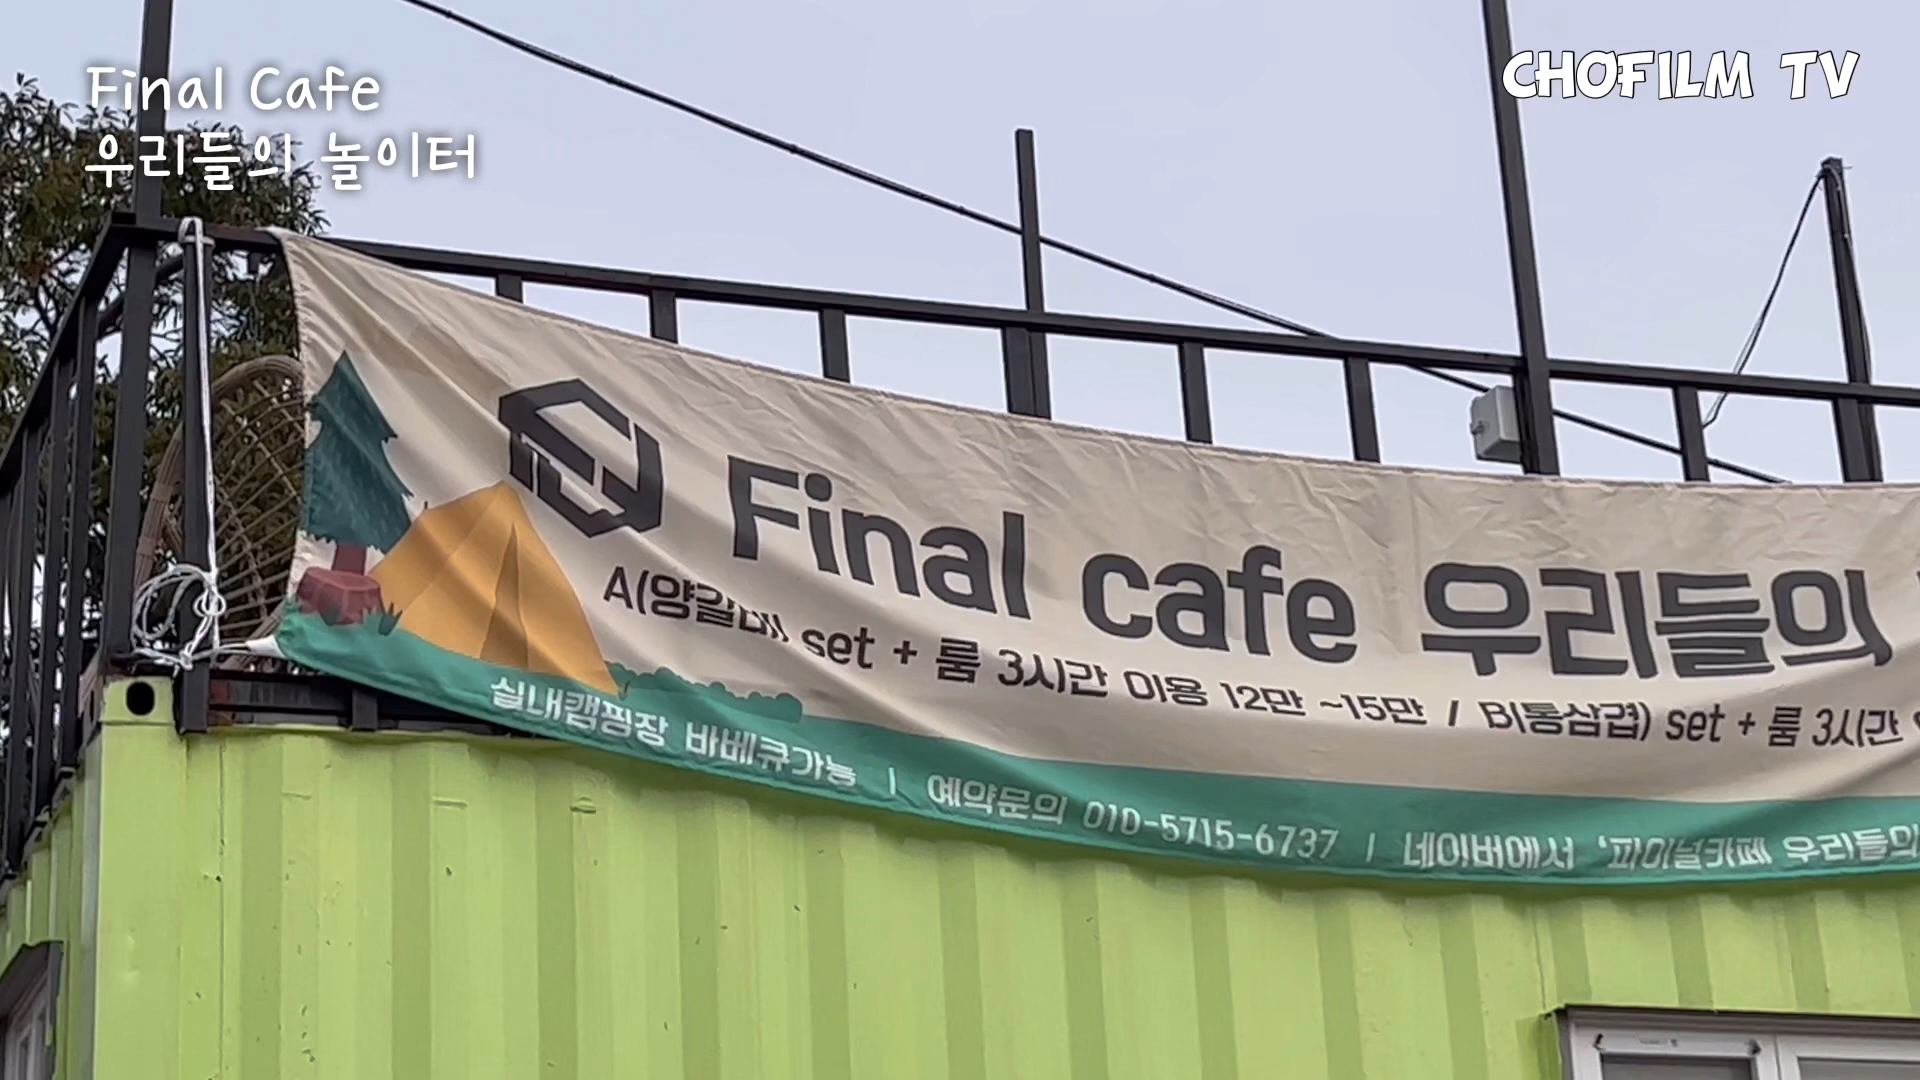 Final Cafe
우리들의 놀이터
CHOFILM TV
Final cafe 우리들의
A(양갈비) set + 룸 3시간 이용 12만 ~15만 / B(통삼겹) set + 룸 3시간
실내캠핑장 바베큐가능 | 예약문의 010-5715-6737 | 네이버에서 '파이널카페 우리들의